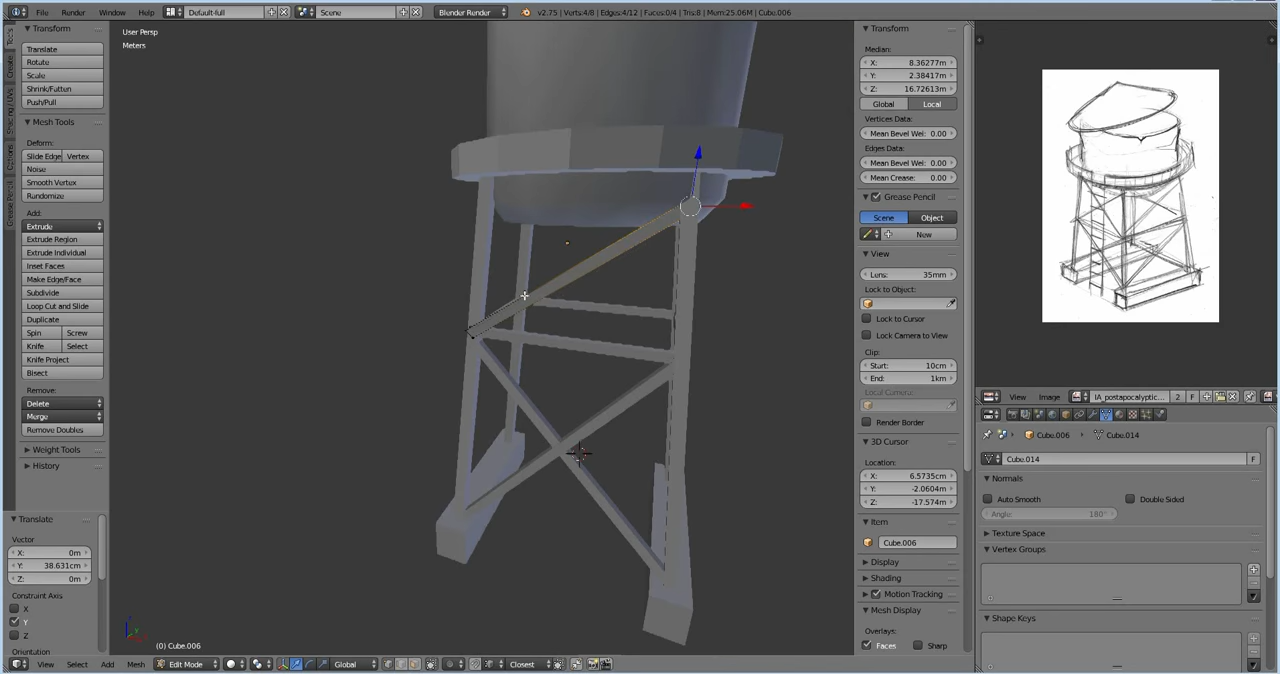 File Render Window Help Default-full Scene Blender Render v2.75 | Verts:4/8 | Edges:4/12 | Faces:0/4 | Tris:8 | Mem:25.06M | Cube.006
Tools
Create
Shading / UVs
Options
Grease Pencil
Transform
Translate
Rotate
Scale
Shrink/Fatten
Push/Pull
Mesh Tools
Deform:
Slide Edge Vertex
Noise
Smooth Vertex
Randomize
Add:
Extrude
Extrude Region
Extrude Individual
Inset Faces
Make Edge/Face
Subdivide
Loop Cut and Slide
Duplicate
Spin Screw
Knife Select
Knife Project
Bisect
Remove:
Delete
Merge
Remove Doubles
Weight Tools
History
Translate
Vector
X: 0m
Y: 38.631cm
Z: 0m
Constraint Axis
X
Y
Z
Orientation
User Persp
Meters
(0) Cube.006
View Select Add Mesh Edit Mode Global Closest
Transform
Median:
X: 8.36277m
Y: 2.38417m
Z: 16.72613m
Global Local
Vertices Data:
Mean Bevel Wei: 0.00
Edges Data:
Mean Bevel Wei: 0.00
Mean Crease: 0.00
Grease Pencil
Scene Object
New
View
Lens: 35mm
Lock to Object:
Lock to Cursor
Lock Camera to View
Clip:
Start: 10cm
End: 1km
Local Camera:
Render Border
3D Cursor
Location:
X: 6.5735cm
Y: -2.0604m
Z: -17.574m
Item
Cube.006
Display
Shading
Motion Tracking
Mesh Display
Overlays:
Faces Sharp
View Image IA_postapocalyptic... 2 F
Cube.006 Cube.014
Cube.014 F
Normals
Auto Smooth Double Sided
Angle: 180°
Texture Space
Vertex Groups
Shape Keys